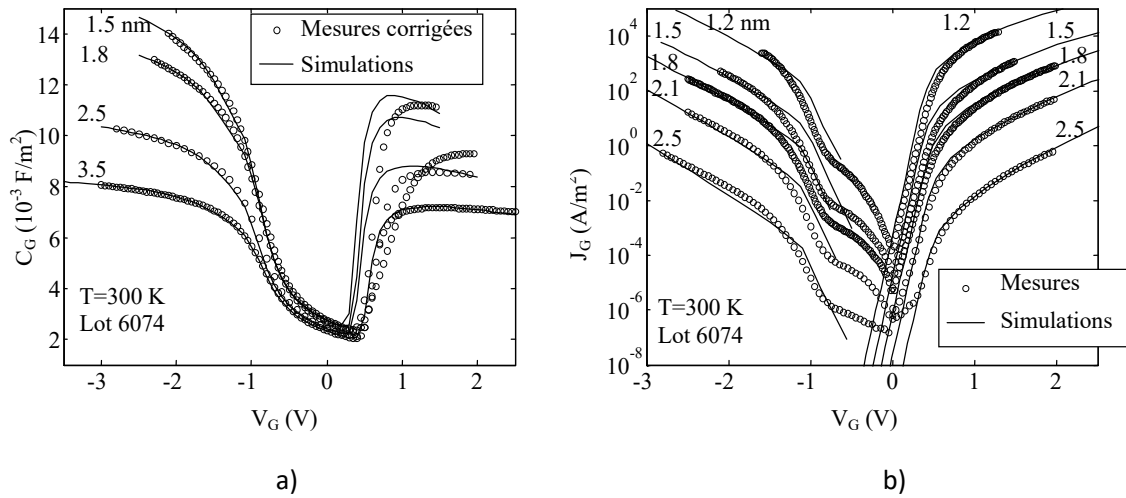 14
12
10
8
6
4
2
C_G (10^-3 F/m^2)
1.5 nm
1.8
2.5
3.5
Mesures corrigées
Simulations
T=300 K
Lot 6074
-3 -2 -1 0 1 2
V_G (V)
a)
10^4
10^2
10^0
10^-2
10^-4
10^-6
10^-8
J_G (A/m^2)
1.2 nm
1.5
1.8
2.1
2.5
1.2
1.5
1.8
2.1
2.5
Mesures
Simulations
T=300 K
Lot 6074
-3 -2 -1 0 1 2
V_G (V)
b)